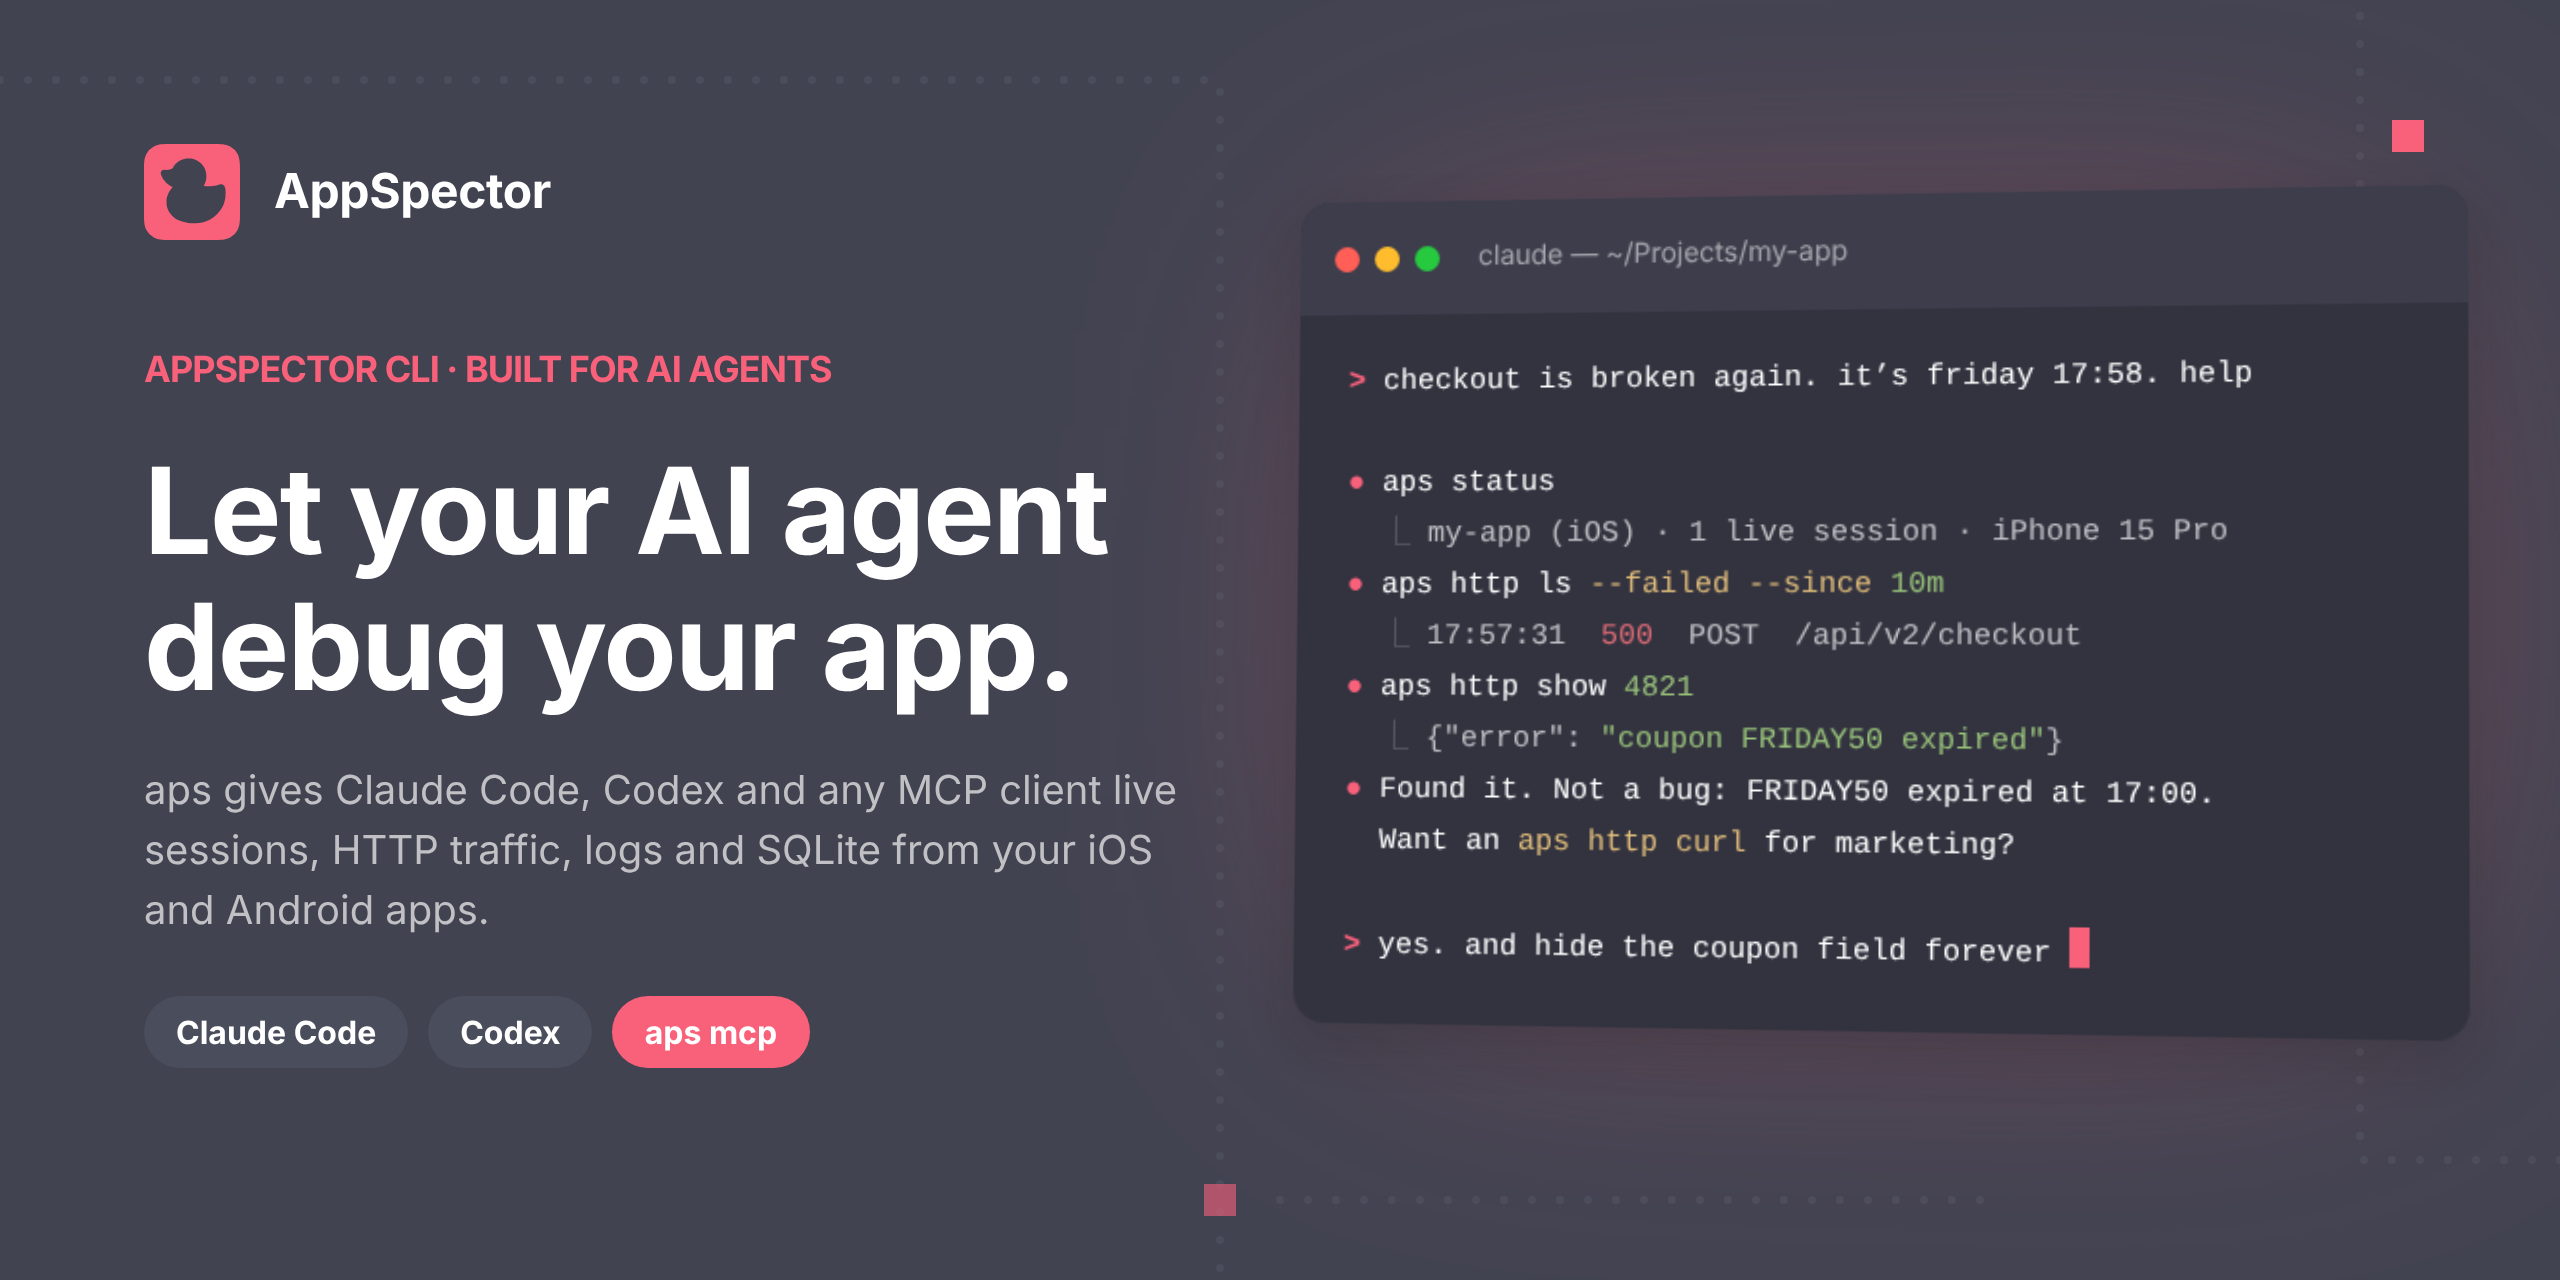 AppSpector
APPSPECTOR CLI · BUILT FOR AI AGENTS
Let your AI agent
debug your app.
aps gives Claude Code, Codex and any MCP client live
sessions, HTTP traffic, logs and SQLite from your iOS
and Android apps.
Claude Code Codex aps mcp
claude — ~/Projects/my-app
> checkout is broken again. it’s friday 17:58. help
• aps status
my-app (iOS) · 1 live session · iPhone 15 Pro
• aps http ls --failed --since 10m
17:57:31 500 POST /api/v2/checkout
• aps http show 4821
{"error": "coupon FRIDAY50 expired"}
• Found it. Not a bug: FRIDAY50 expired at 17:00.
Want an aps http curl for marketing?
> yes. and hide the coupon field forever